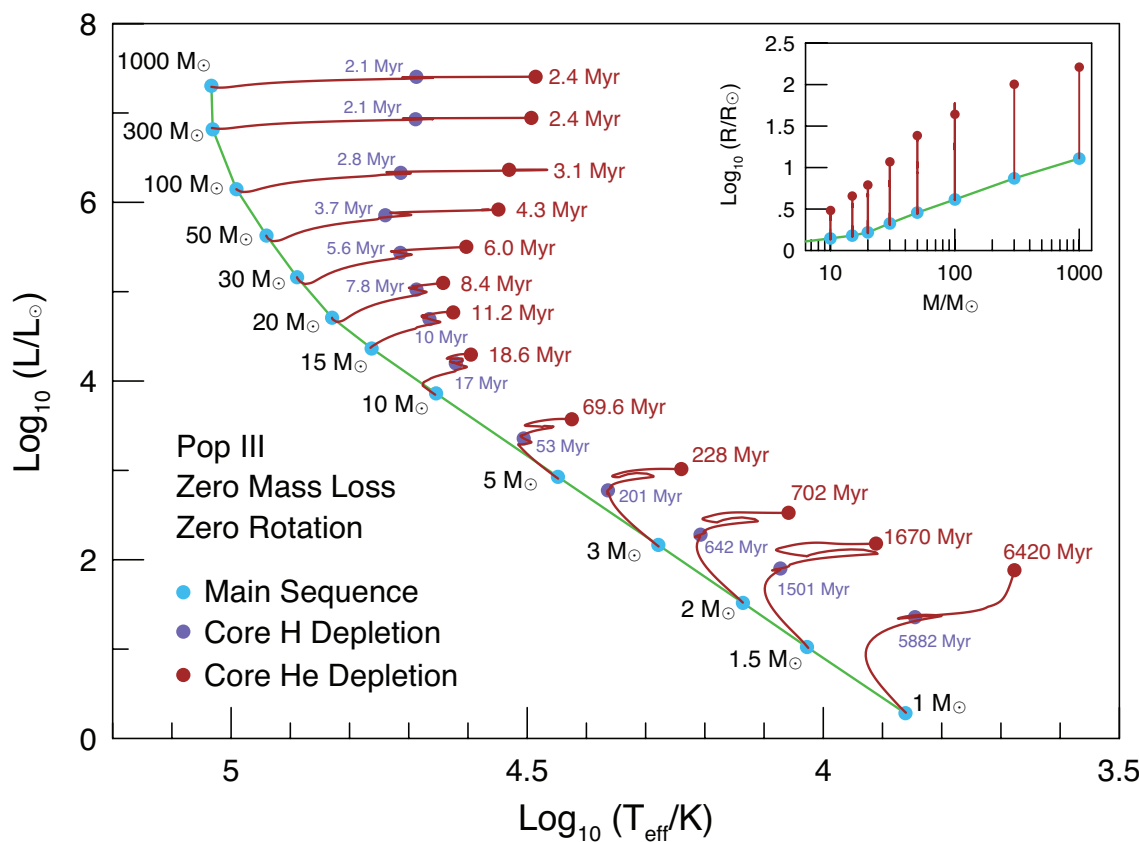 8
6
4
2
0
Log₁₀ (L/L☉)
5
4.5
4
3.5
Log₁₀ (T_eff/K)
1000 M☉
2.1 Myr
2.4 Myr
300 M☉
2.1 Myr
2.4 Myr
100 M☉
2.8 Myr
3.1 Myr
50 M☉
3.7 Myr
4.3 Myr
30 M☉
5.6 Myr
6.0 Myr
20 M☉
7.8 Myr
8.4 Myr
15 M☉
10 Myr
11.2 Myr
10 M☉
17 Myr
18.6 Myr
5 M☉
53 Myr
69.6 Myr
3 M☉
201 Myr
228 Myr
2 M☉
642 Myr
702 Myr
1.5 M☉
1501 Myr
1670 Myr
1 M☉
5882 Myr
6420 Myr
Pop III
Zero Mass Loss
Zero Rotation
Main Sequence
Core H Depletion
Core He Depletion
2.5
2
1.5
1
.5
0
Log₁₀ (R/R☉)
10
100
1000
M/M☉